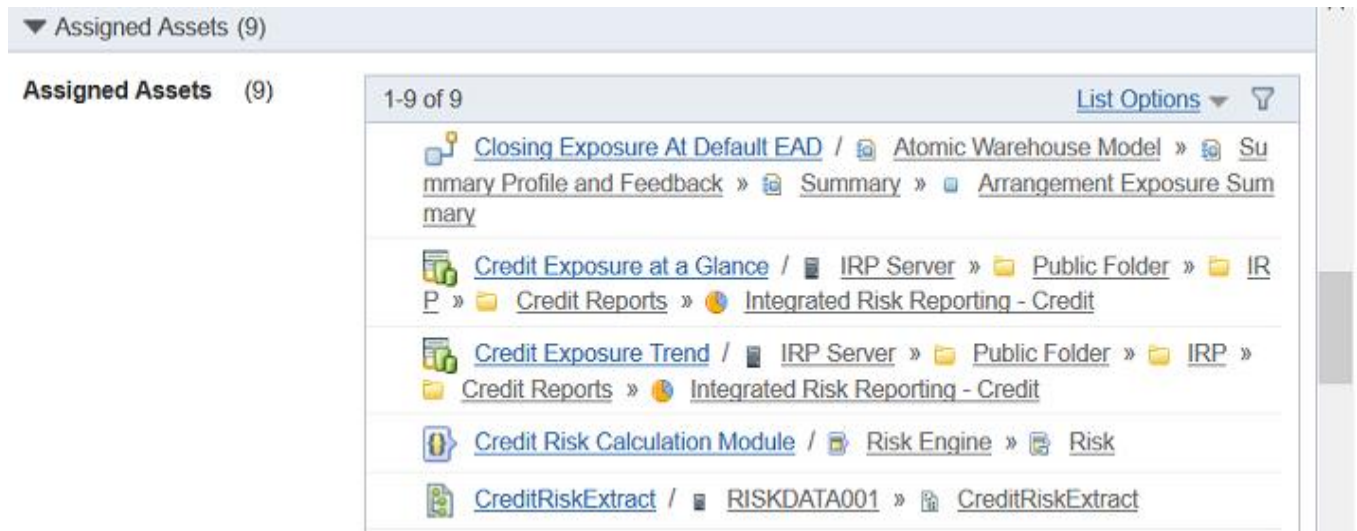 Assigned Assets (9)
Assigned Assets (9)
1-9 of 9 List Options
Closing Exposure At Default EAD / Atomic Warehouse Model » Su
mmary Profile and Feedback » Summary » Arrangement Exposure Sum
mary
Credit Exposure at a Glance / IRP Server » Public Folder » IR
P » Credit Reports » Integrated Risk Reporting - Credit
Credit Exposure Trend / IRP Server » Public Folder » IRP »
Credit Reports » Integrated Risk Reporting - Credit
Credit Risk Calculation Module / Risk Engine » Risk
CreditRiskExtract / RISKDATA001 » CreditRiskExtract